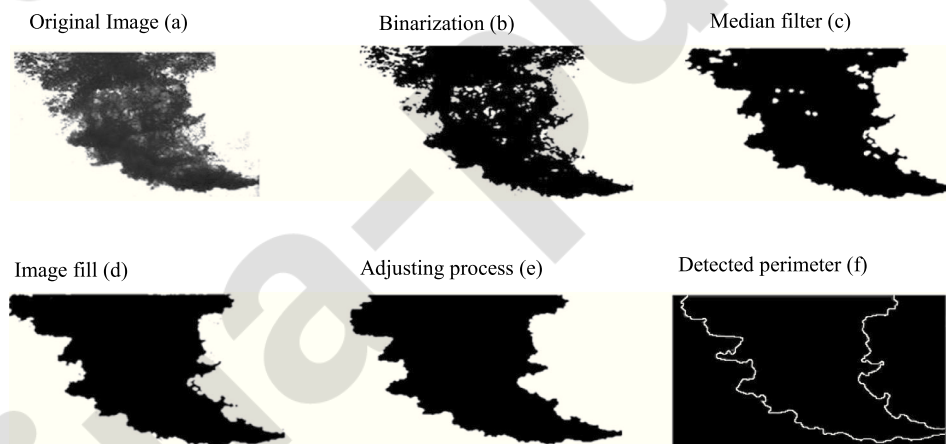 Original Image (a)
Binarization (b)
Median filter (c)
Image fill (d)
Adjusting process (e)
Detected perimeter (f)